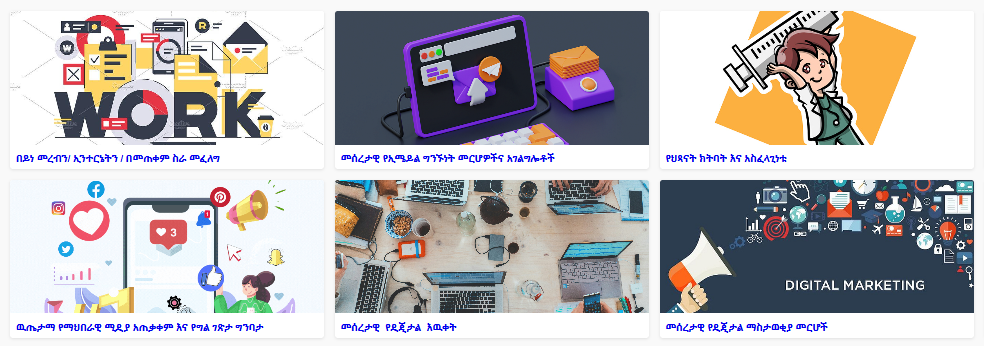 WORK
በይነ መረብን/ ኢንተርኔትን / በመጠቀም ስራ መፈለግ
መሰረታዊ የኢሜይል ግንኙነት መርሆዎችና አገልግሎቶች
የህጻናት ክትባት እና አስፈላጊነቱ
3
ዉጤታማ የማህበራዊ ሚዲያ አጠቃቀም እና የግል ገጽታ ግንባታ
መሰረታዊ የዲጂታል እዉቀት
DIGITAL MARKETING
መሰረታዊ የዲጂታል ማስታወቂያ መርሆች